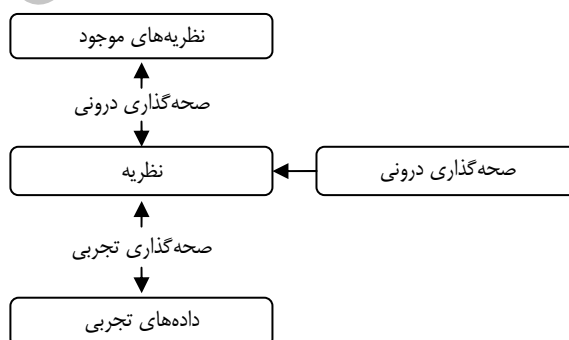 نظریه‌های موجود
صحه‌گذاری درونی
نظریه
صحه‌گذاری درونی
صحه‌گذاری تجربی
داده‌های تجربی